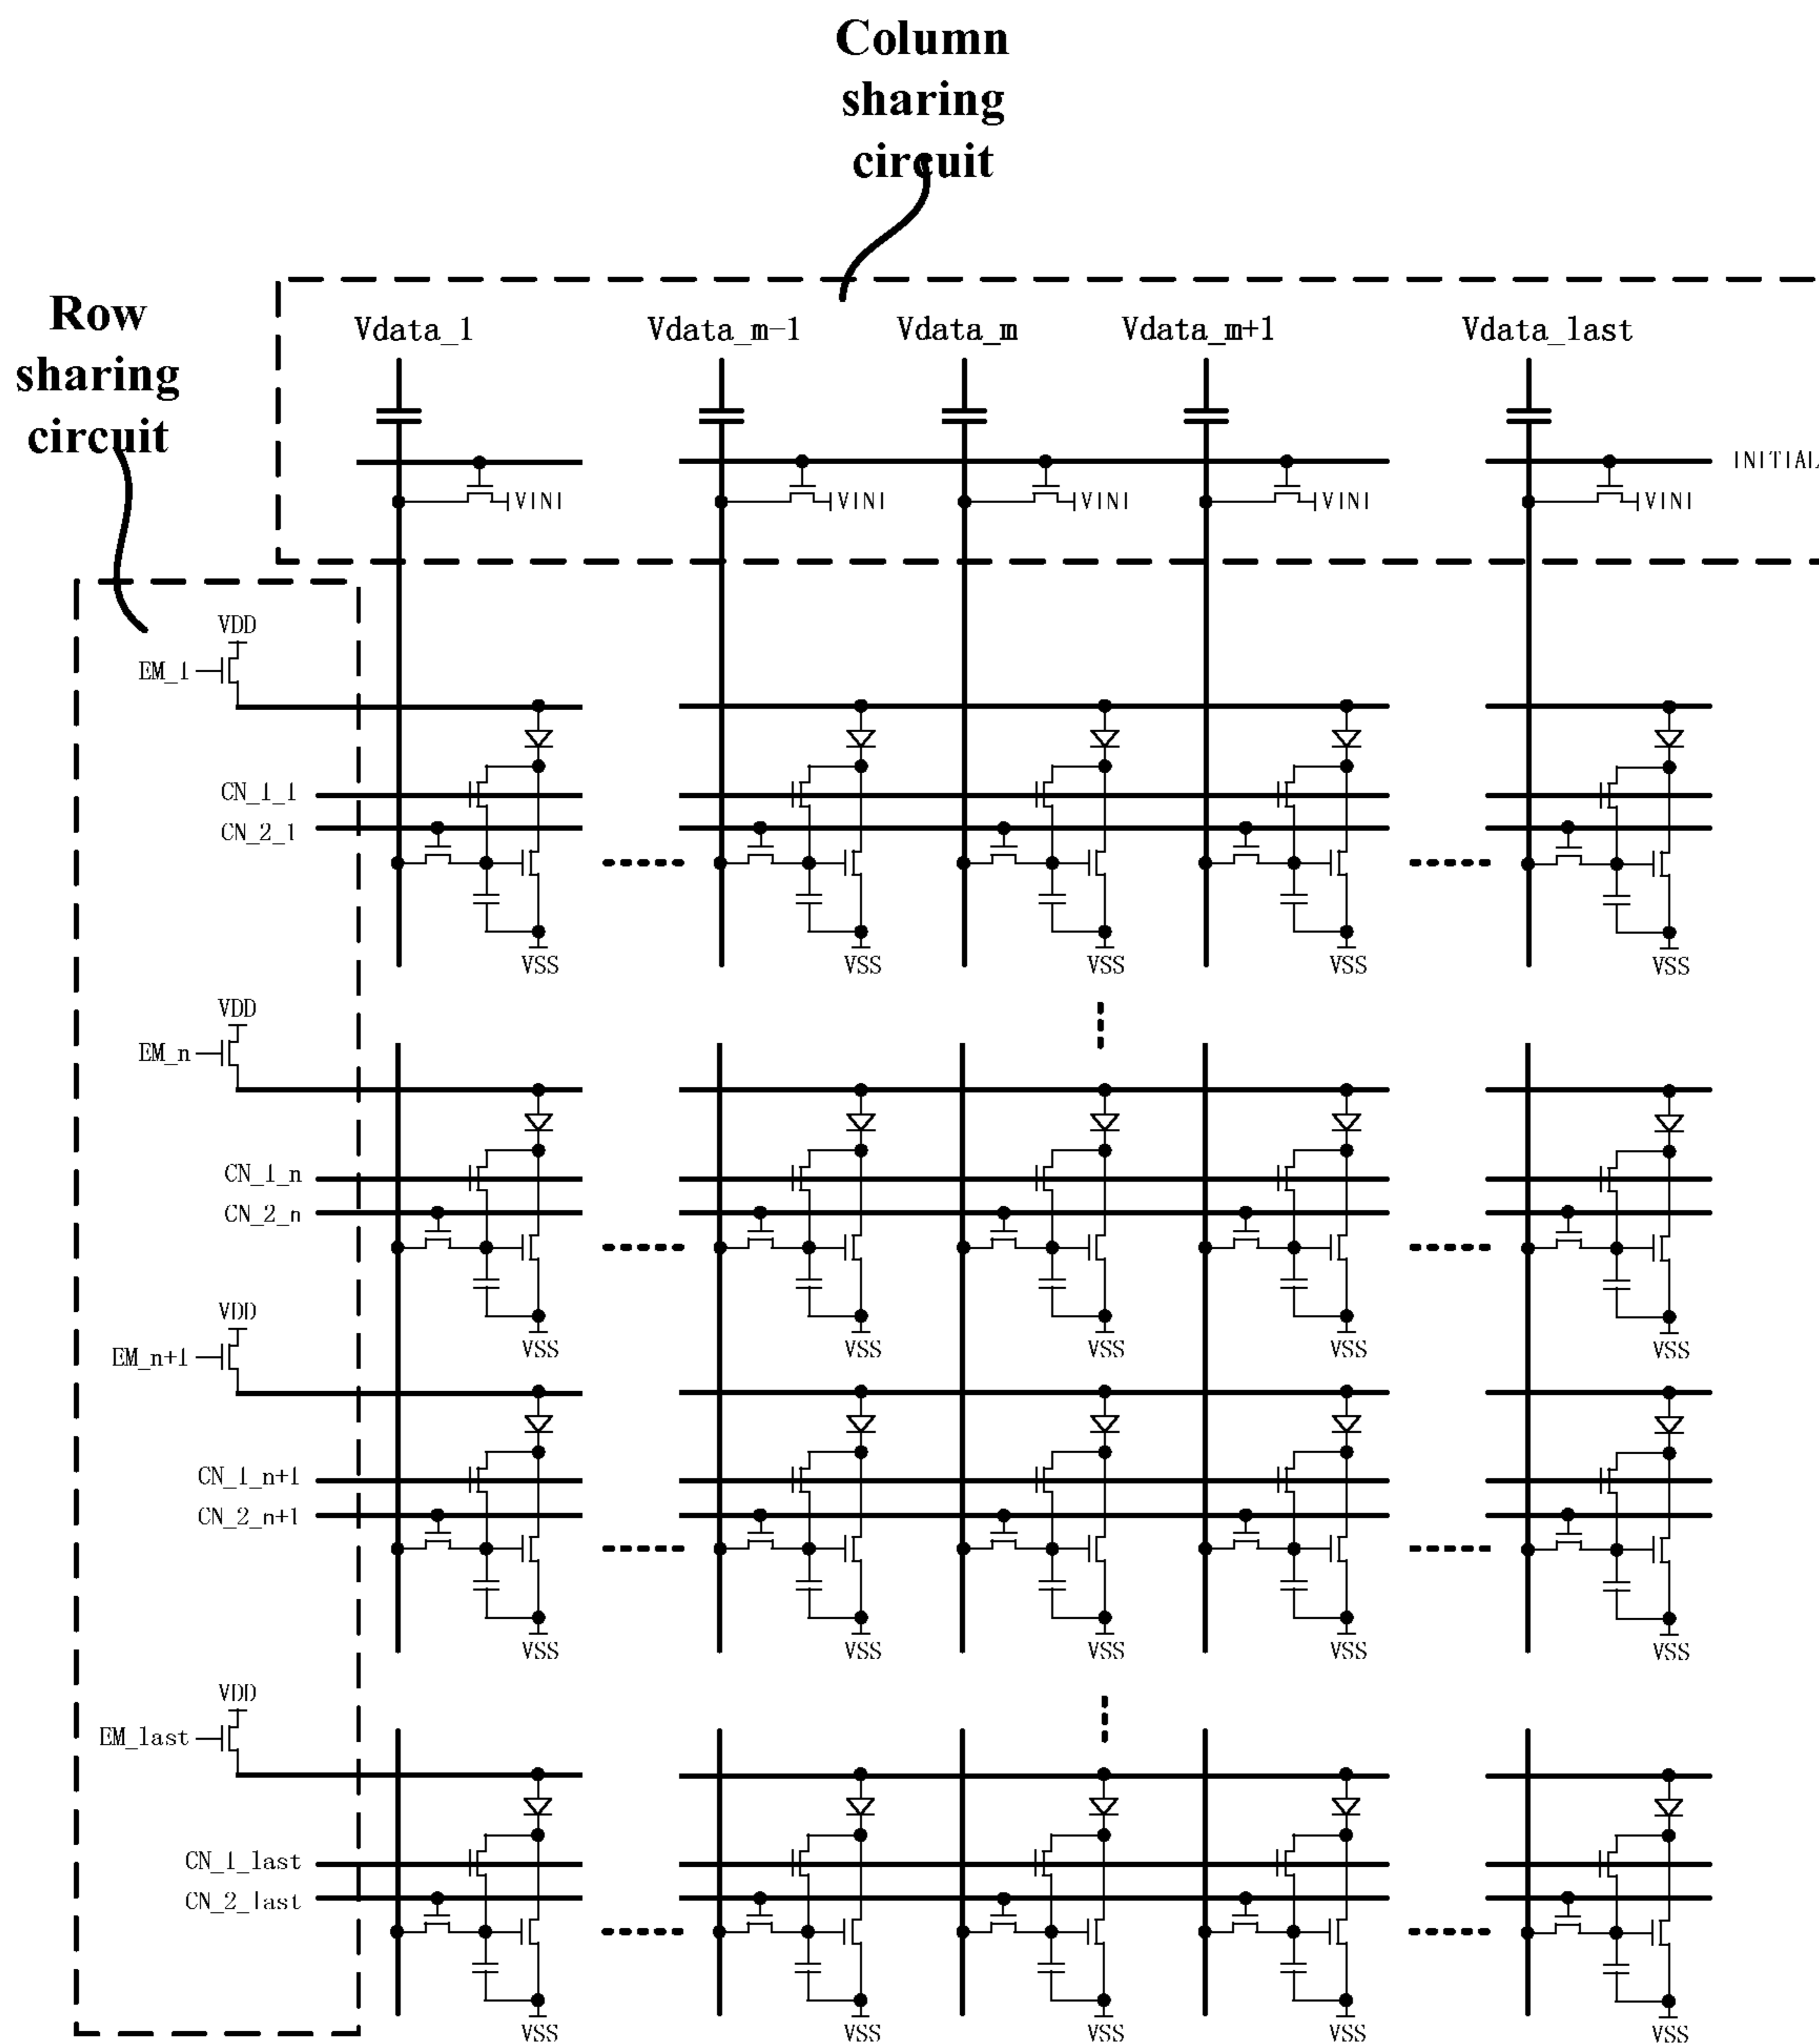 Column
sharing
circuit
Row
sharing
circuit
Vdata_1 Vdata_m-1 Vdata_m Vdata_m+1 Vdata_last
INITIAL
VINI VINI VINI VINI VINI
VDD
EM_1
CN_1_1
CN_2_1
VSS VSS VSS VSS VSS
VDD
EM_n
CN_1_n
CN_2_n
VSS VSS VSS VSS VSS
VDD
EM_n+1
CN_1_n+1
CN_2_n+1
VSS VSS VSS VSS VSS
VDD
EM_last
CN_1_last
CN_2_last
VSS VSS VSS VSS VSS